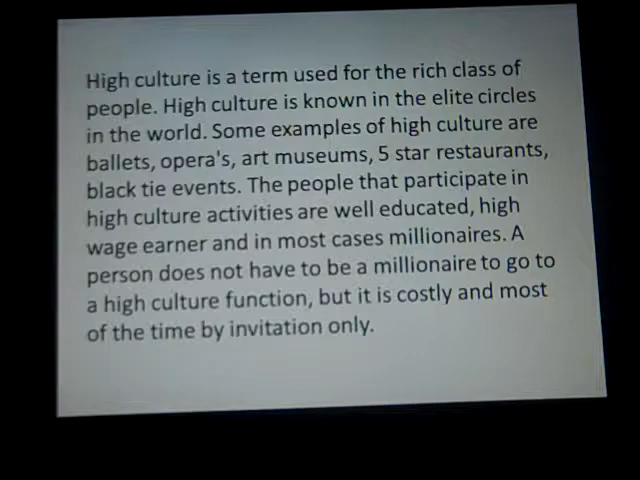 High culture is a term used for the rich class of
people. High culture is known in the elite circles
in the world. Some examples of high culture are
ballets, opera's, art museums, 5 star restaurants,
black tie events. The people that participate in
high culture activities are well educated, high
wage earner and in most cases millionaires. A
person does not have to be a millionaire to go to
a high culture function, but it is costly and most
of the time by invitation only.